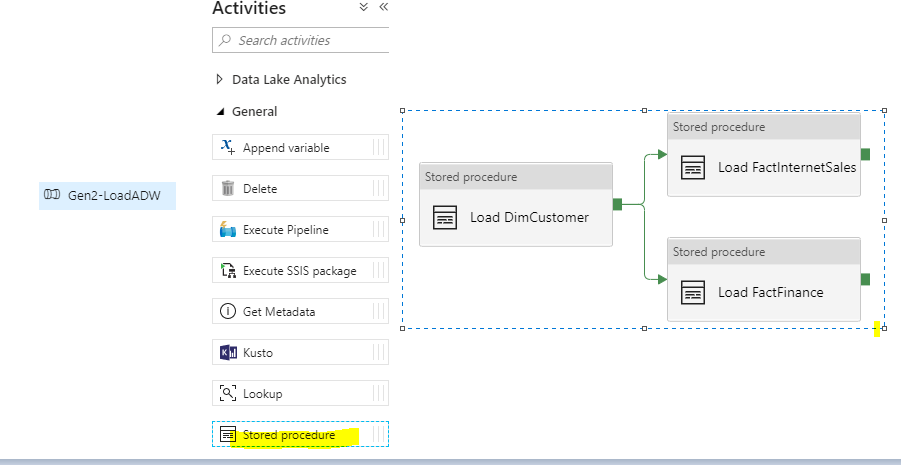 Activities
Search activities
Data Lake Analytics
General
Append variable
Delete
Execute Pipeline
Execute SSIS package
Get Metadata
Kusto
Lookup
Stored procedure
Gen2-LoadADW
Stored procedure
Load DimCustomer
Stored procedure
Load FactInternetSales
Stored procedure
Load FactFinance